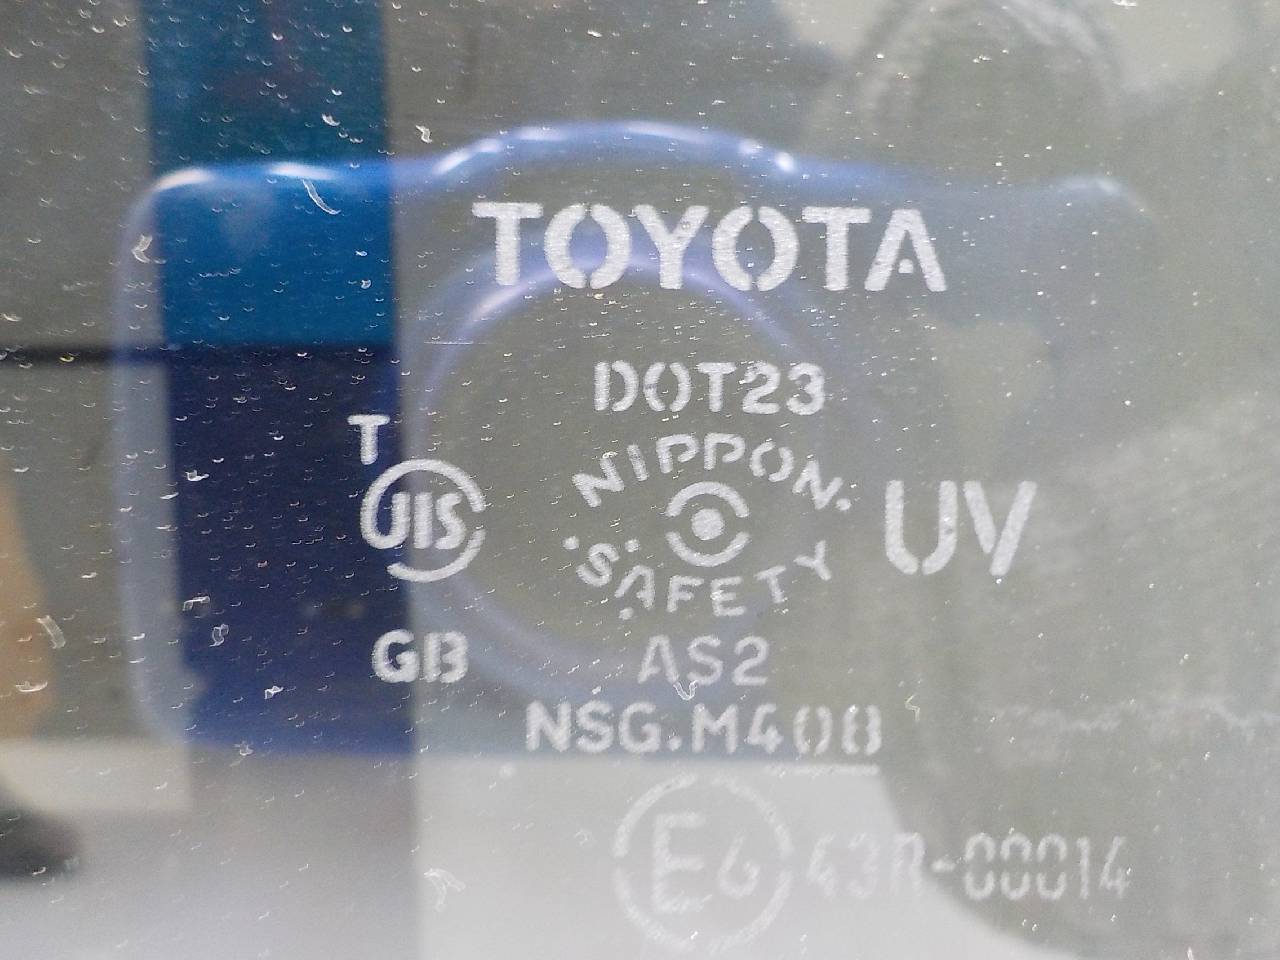 TOYOTA
DOT23
T
JIS
NIPPON.
.SAFETY
UV
GB
AS2
NSG.M408
E6 43R-00014